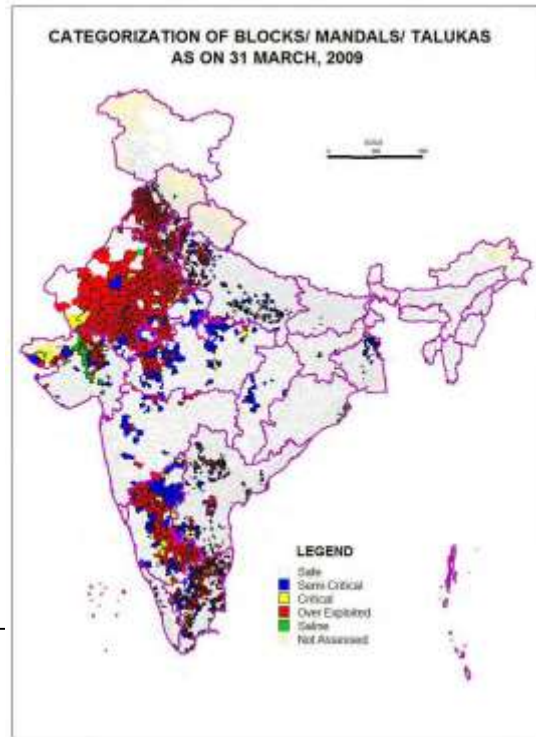 CATEGORIZATION OF BLOCKS/ MANDALS/ TALUKAS
AS ON 31 MARCH, 2009
LEGEND
Safe
Semi Critical
Critical
Over Exploited
Saline
Not Assessed